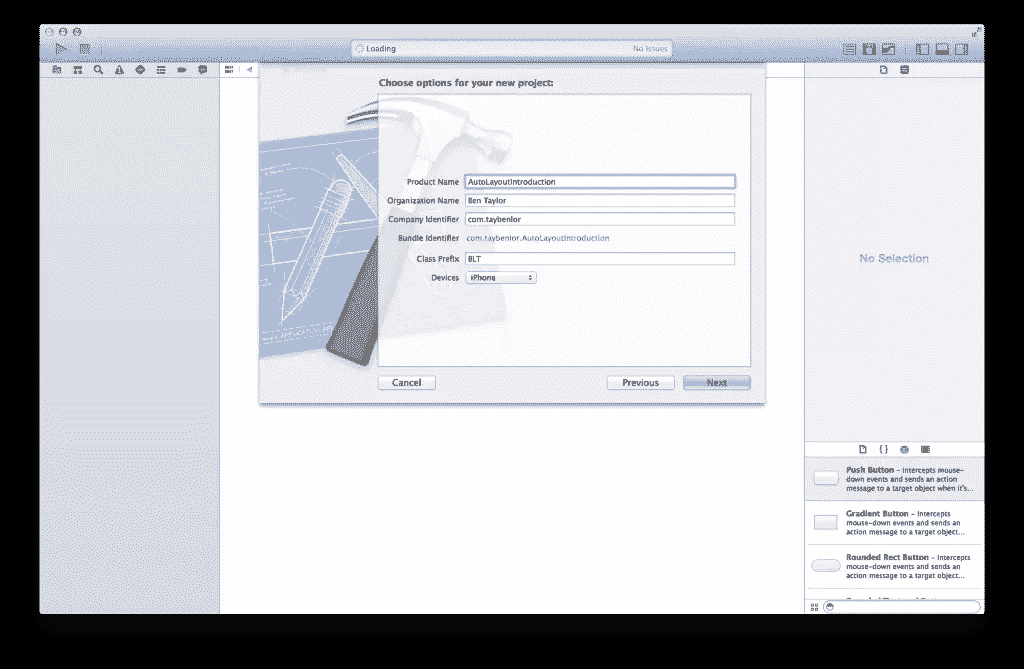 Loading
No Issues
Choose options for your new project:
Product Name AutoLayoutIntroduction
Organization Name Ben Taylor
Company Identifier com.taybenlor
Bundle Identifier com.taybenlor.AutoLayoutIntroduction
Class Prefix BLT
Devices iPhone
Cancel
Previous
Next
No Selection
Push Button - Intercepts mouse-
down events and sends an action
message to a target object when it's...
Gradient Button - Intercepts
mouse-down events and sends an
action message to a target object...
Rounded Rect Button - Intercepts
mouse-down events and sends an
action message to a target object...